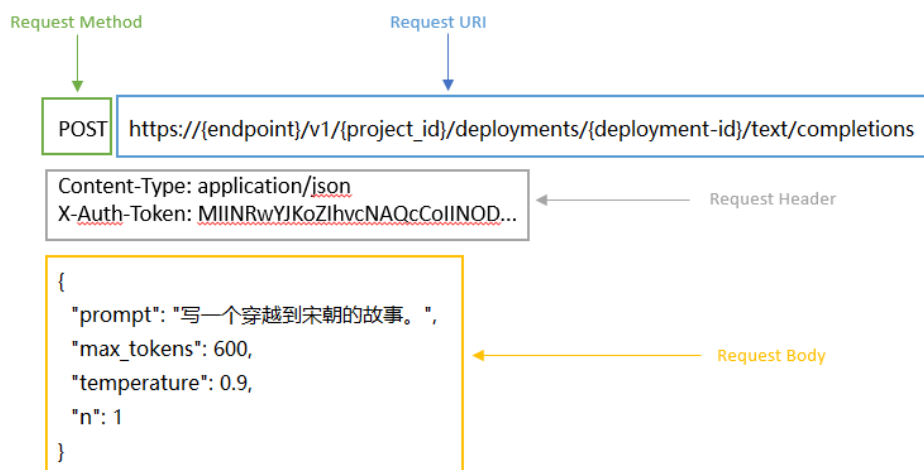 Request Method
Request URI
POST
https://{endpoint}/v1/{project_id}/deployments/{deployment-id}/text/completions
Content-Type: application/json
X-Auth-Token: MIINRwYJKoZIhvcNAQcCoIINOD...
Request Header
{
"prompt": "写一个穿越到宋朝的故事。",
"max_tokens": 600,
"temperature": 0.9,
"n": 1
}
Request Body